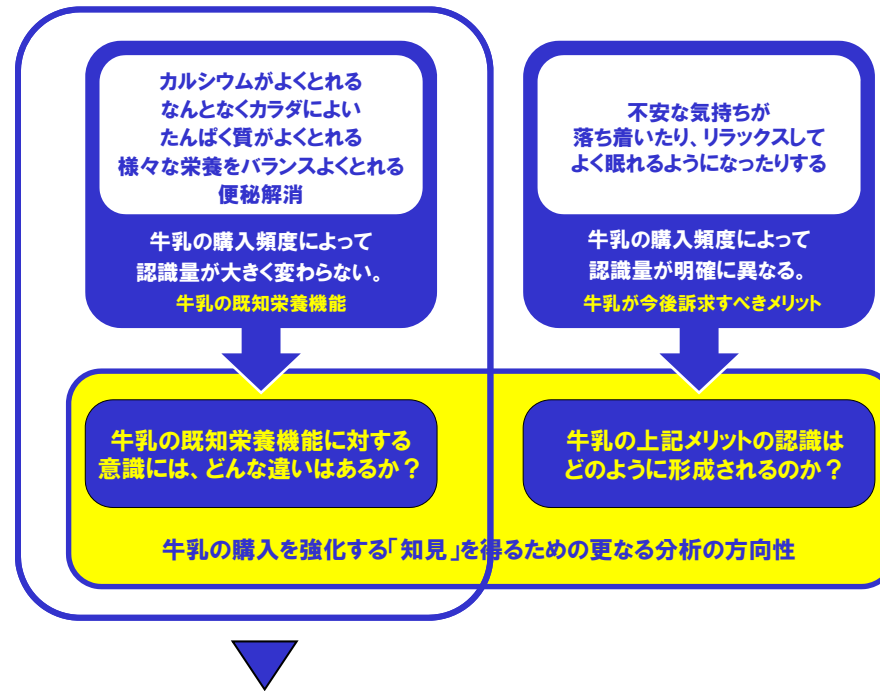 カルシウムがよくとれる
なんとなくカラダによい
たんぱく質がよくとれる
様々な栄養をバランスよくとれる
便秘解消
牛乳の購入頻度によって
認識量が大きく変わらない。
牛乳の既知栄養機能
不安な気持ちが
落ち着いたり、リラックスして
よく眠れるようになったりする
牛乳の購入頻度によって
認識量が明確に異なる。
牛乳が今後訴求すべきメリット
牛乳の既知栄養機能に対する
意識には、どんな違いはあるか？
牛乳の上記メリットの認識は
どのように形成されるのか？
牛乳の購入を強化する「知見」を得るための更なる分析の方向性